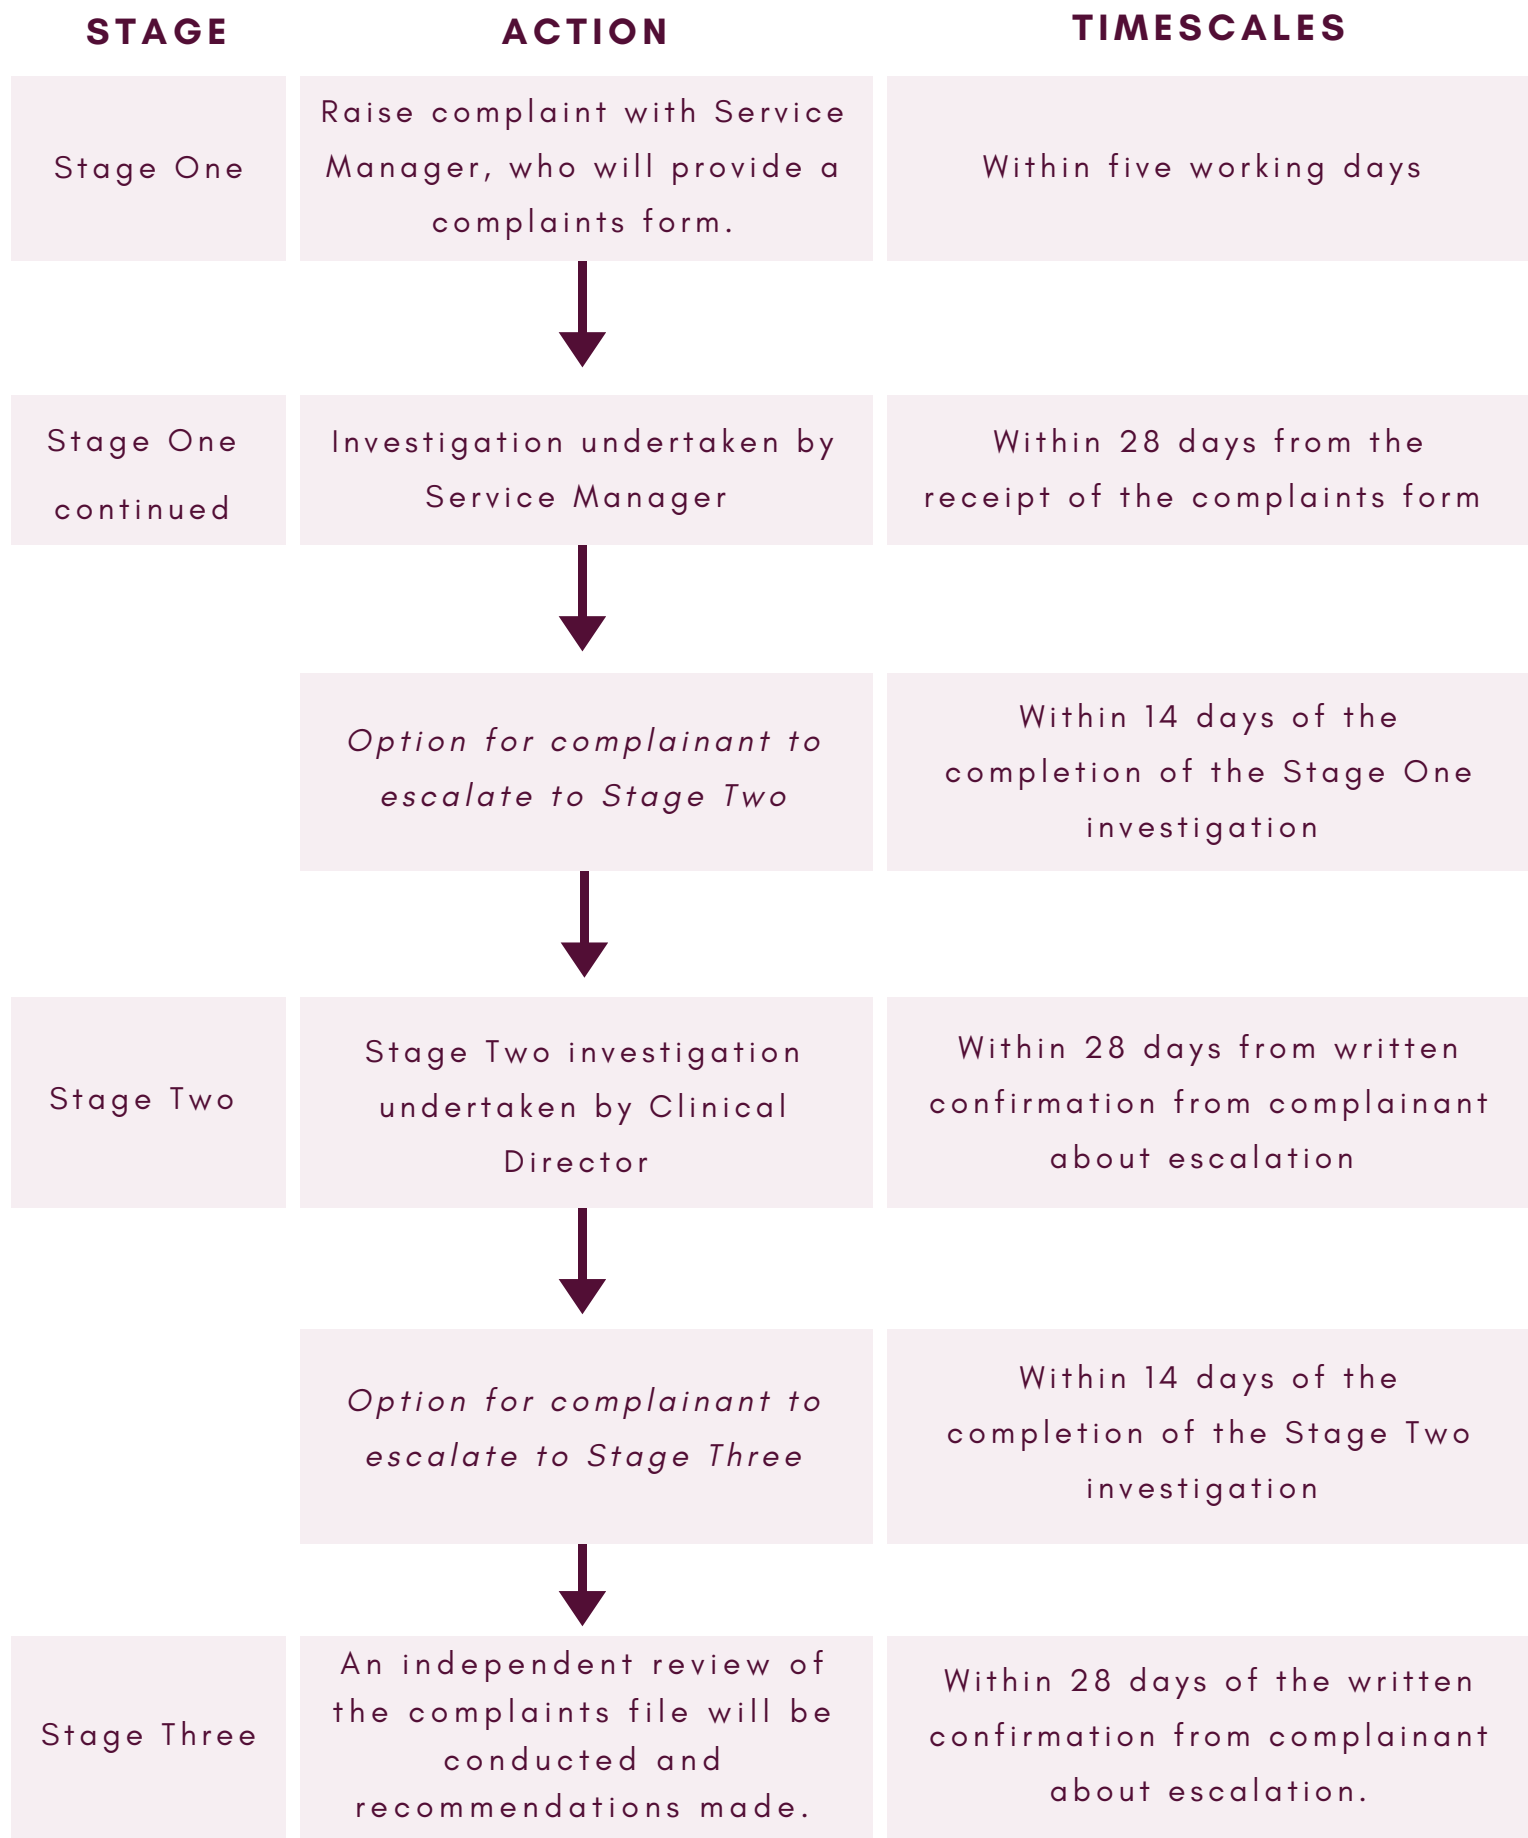 STAGE
ACTION
TIMESCALES
Stage One
Raise complaint with Service
Manager, who will provide a
complaints form.
Within five working days
Stage One
continued
Investigation undertaken by
Service Manager
Within 28 days from the
receipt of the complaints form
Option for complainant to
escalate to Stage Two
Within 14 days of the
completion of the Stage One
investigation
Stage Two
Stage Two investigation
undertaken by Clinical
Director
Within 28 days from written
confirmation from complainant
about escalation
Option for complainant to
escalate to Stage Three
Within 14 days of the
completion of the Stage Two
investigation
Stage Three
An independent review of
the complaints file will be
conducted and
recommendations made.
Within 28 days of the written
confirmation from complainant
about escalation.